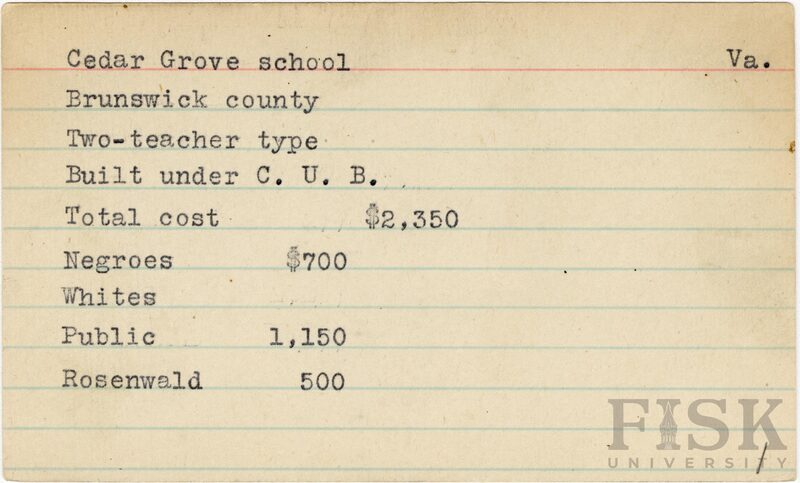 Cedar Grove school Va.
Brunswick county
Two-teacher type
Built under C. U. B.
Total cost $2,350
Negroes $700
Whites
Public 1,150
Rosenwald 500
FISK
UNIVERSITY
/